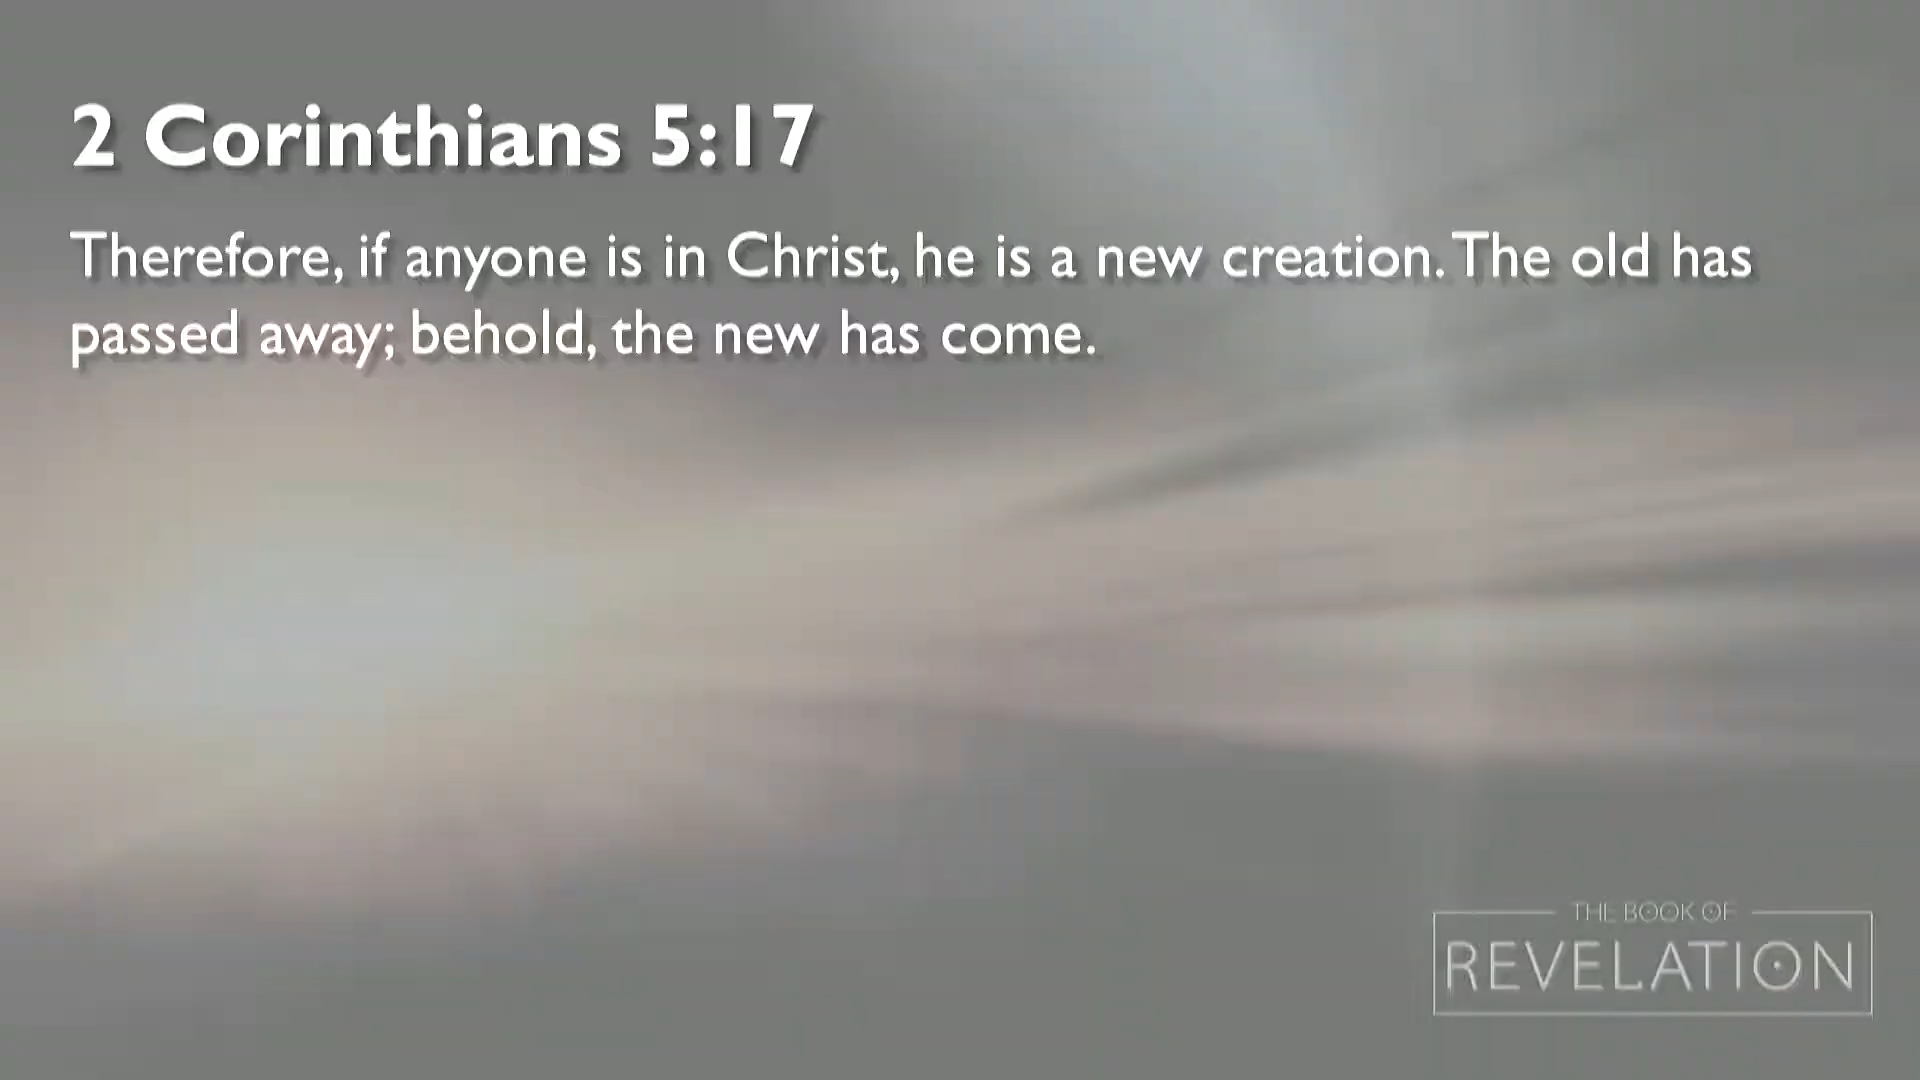 2 Corinthians 5:17
Therefore, if anyone is in Christ, he is a new creation. The old has
passed away; behold, the new has come.
THE BOOK OF
REVELATION